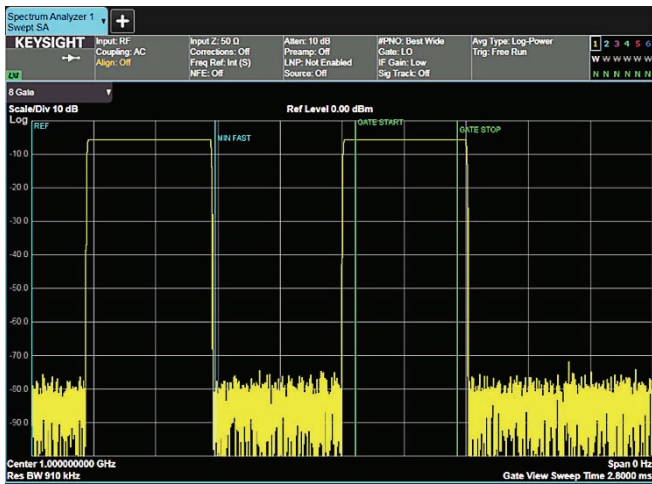 Spectrum Analyzer 1
Swept SA
KEYSIGHT
Input: RF
Coupling: AC
Align: Off
Input Z: 50 Ω
Corrections: Off
Freq Ref: Int (S)
NFE: Off
Atten: 10 dB
Preamp: Off
LNP: Not Enabled
Source: Off
#PNO: Best Wide
Gate: LO
IF Gain: Low
Sig Track: Off
Avg Type: Log-Power
Trig: Free Run
1 2 3 4 5 6
W W W W W W
N N N N N N
8 Gate
Scale/Div 10 dB
Ref Level 0.00 dBm
Log
REF
MIN FAST
GATE START
GATE STOP
-10.0
-20.0
-30.0
-40.0
-50.0
-60.0
-70.0
-80.0
-90.0
Center 1.000000000 GHz
Span 0 Hz
Res BW 910 kHz
Gate View Sweep Time 2.8000 ms